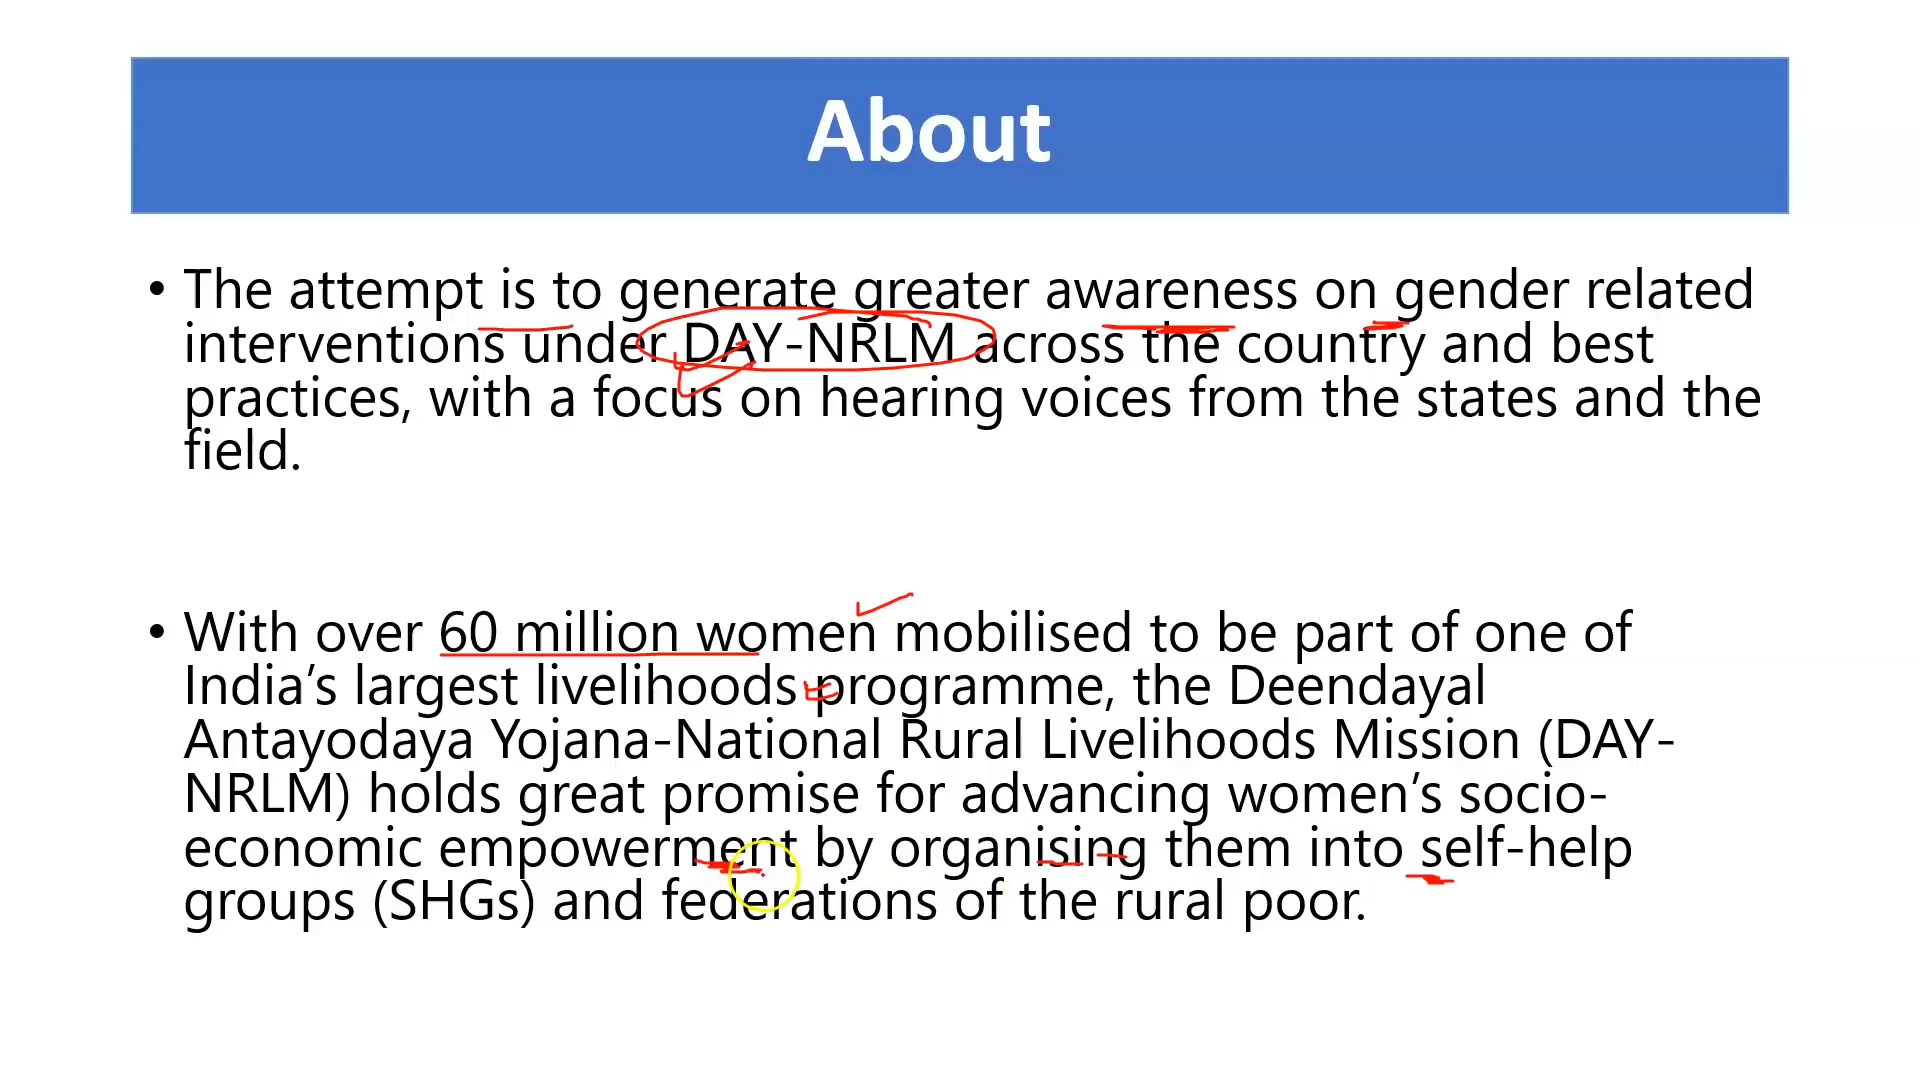 About
• The attempt is to generate greater awareness on gender related
interventions under DAY-NRLM across the country and best
practices, with a focus on hearing voices from the states and the
field.
• With over 60 million women mobilised to be part of one of
India’s largest livelihoods programme, the Deendayal
Antayodaya Yojana-National Rural Livelihoods Mission (DAY-
NRLM) holds great promise for advancing women’s socio-
economic empowerment by organising them into self-help
groups (SHGs) and federations of the rural poor.